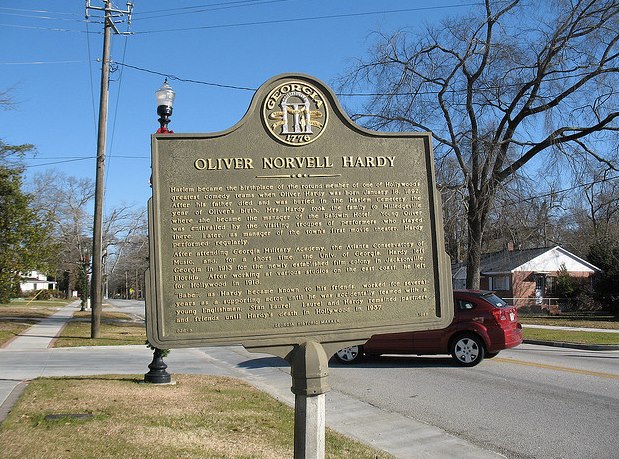 GEORGIA
1776
OLIVER NORVELL HARDY
Harlem became the birthplace of the rotund member of one of Hollywood's
greatest comedy teams when Oliver Hardy was born January 18, 1892.
After his father died and was buried in the Harlem Cemetery the
year of Oliver's birth, Mrs. Hardy took the family to Milledgeville
where she became the manager of the Baldwin Hotel. Young Oliver
was enthralled by the visiting troupes of performers who stayed
there. Later, as manager of the town's first movie theater, Hardy
performed regularly.
After attending Georgia Military Academy, the Atlanta Conservatory of
Music, and, for a short time, the Univ. of Georgia, Hardy left
Georgia in 1913 for the newly established film colony in Jacksonville
Florida. After work at various studios on the east coast, he left
for Hollywood in 1918.
"Babe", as Hardy became known to his friends, worked for several
years as a supporting actor until he was accidentally teamed with a
young Englishman, Stan Laurel. Laurel and Hardy remained partners
and friends until Hardy's death in Hollywood in 1957.
GEORGIA HISTORIC MARKER